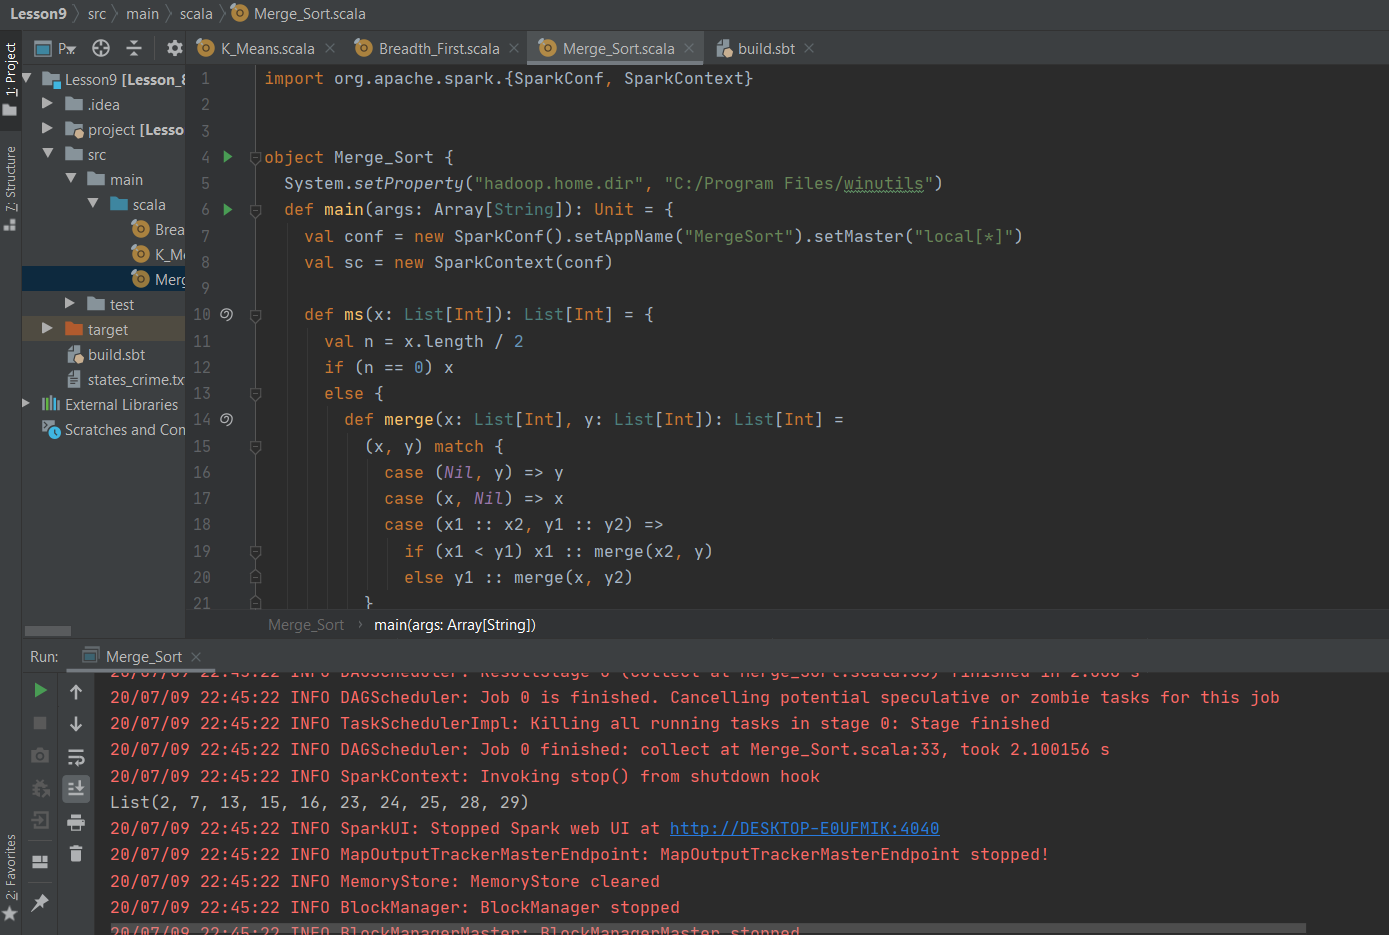 Lesson9 src main scala Merge_Sort.scala
1: Project
7: Structure
2: Favorites
P
K_Means.scala Breadth_First.scala Merge_Sort.scala build.sbt
Lesson9 [Lesson_8
.idea
project [Lesso
src
main
scala
Brea
K_Me
Merg
test
target
build.sbt
states_crime.tx
External Libraries
Scratches and Con
1 import org.apache.spark.{SparkConf, SparkContext}
2
3
4 object Merge_Sort {
5 System.setProperty("hadoop.home.dir", "C:/Program Files/winutils")
6 def main(args: Array[String]): Unit = {
7 val conf = new SparkConf().setAppName("MergeSort").setMaster("local[*]")
8 val sc = new SparkContext(conf)
9
10 def ms(x: List[Int]): List[Int] = {
11 val n = x.length / 2
12 if (n == 0) x
13 else {
14 def merge(x: List[Int], y: List[Int]): List[Int] =
15 (x, y) match {
16 case (Nil, y) => y
17 case (x, Nil) => x
18 case (x1 :: x2, y1 :: y2) =>
19 if (x1 < y1) x1 :: merge(x2, y)
20 else y1 :: merge(x, y2)
21 }
Merge_Sort › main(args: Array[String])
Run: Merge_Sort
20/07/09 22:45:22 INFO DAGScheduler: ResultStage 0 (collect at Merge_Sort.scala:33) finished in 2.000 s
20/07/09 22:45:22 INFO DAGScheduler: Job 0 is finished. Cancelling potential speculative or zombie tasks for this job
20/07/09 22:45:22 INFO TaskSchedulerImpl: Killing all running tasks in stage 0: Stage finished
20/07/09 22:45:22 INFO DAGScheduler: Job 0 finished: collect at Merge_Sort.scala:33, took 2.100156 s
20/07/09 22:45:22 INFO SparkContext: Invoking stop() from shutdown hook
List(2, 7, 13, 15, 16, 23, 24, 25, 28, 29)
20/07/09 22:45:22 INFO SparkUI: Stopped Spark web UI at http://DESKTOP-E0UFMIK:4040
20/07/09 22:45:22 INFO MapOutputTrackerMasterEndpoint: MapOutputTrackerMasterEndpoint stopped!
20/07/09 22:45:22 INFO MemoryStore: MemoryStore cleared
20/07/09 22:45:22 INFO BlockManager: BlockManager stopped
20/07/09 22:45:22 INFO BlockManagerMaster: BlockManagerMaster stopped